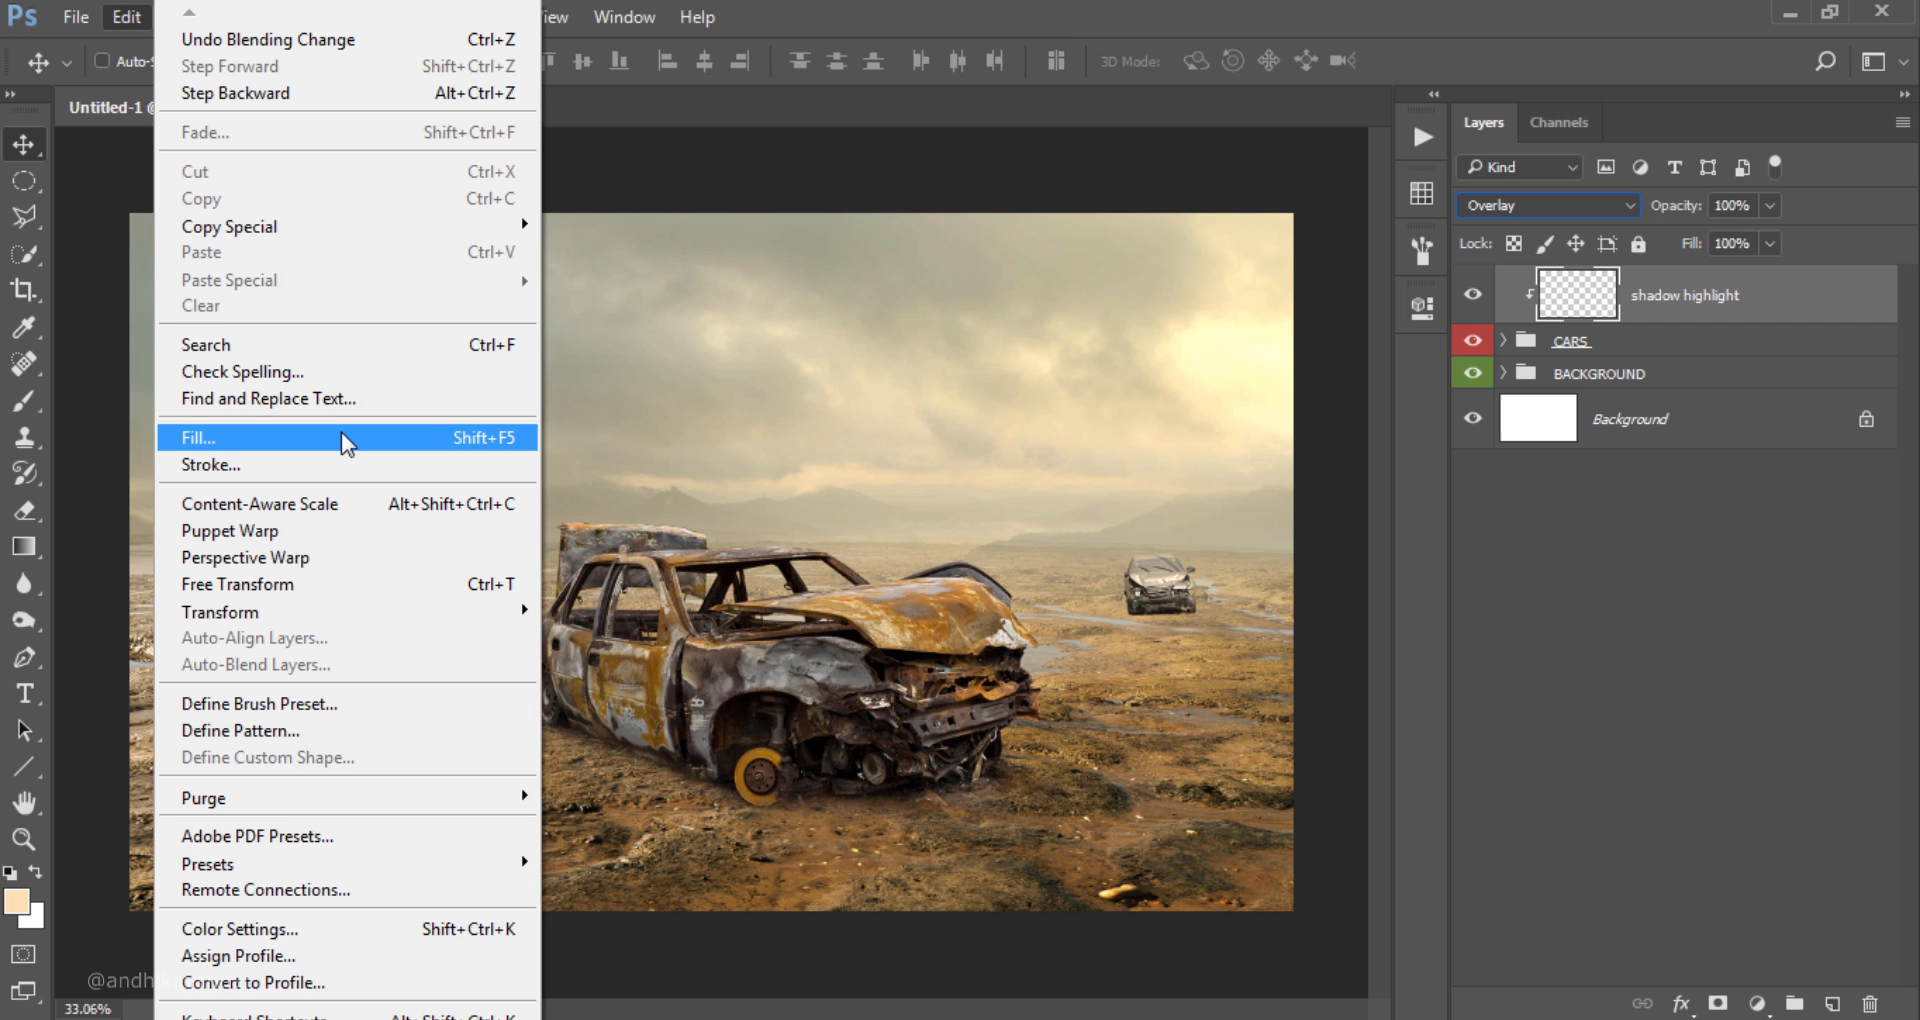 Ps File Edit View Window Help
Auto-S
3D Mode:
Untitled-1 @
Undo Blending Change Ctrl+Z
Step Forward Shift+Ctrl+Z
Step Backward Alt+Ctrl+Z
Fade... Shift+Ctrl+F
Cut Ctrl+X
Copy Ctrl+C
Copy Special
Paste Ctrl+V
Paste Special
Clear
Search Ctrl+F
Check Spelling...
Find and Replace Text...
Fill... Shift+F5
Stroke...
Content-Aware Scale Alt+Shift+Ctrl+C
Puppet Warp
Perspective Warp
Free Transform Ctrl+T
Transform
Auto-Align Layers...
Auto-Blend Layers...
Define Brush Preset...
Define Pattern...
Define Custom Shape...
Purge
Adobe PDF Presets...
Presets
Remote Connections...
Color Settings... Shift+Ctrl+K
Assign Profile...
Convert to Profile...
Keyboard Shortcuts... Alt+Shift+Ctrl+K
Layers Channels
Kind
Overlay Opacity: 100%
Lock: Fill: 100%
shadow highlight
CARS
BACKGROUND
Background
fx
@andh
33.06%